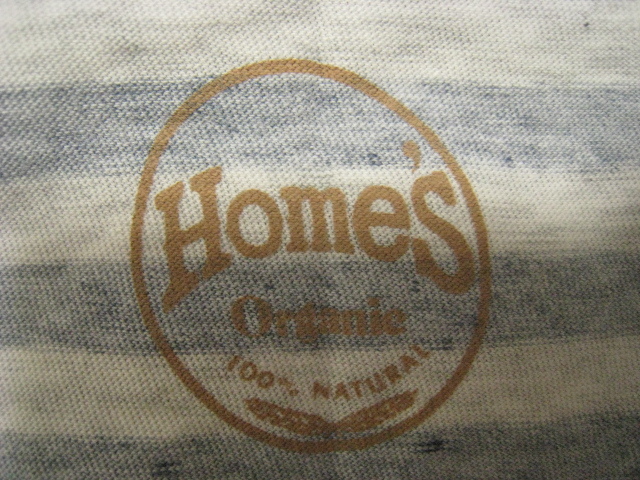 Home's
Organic
100% NATURAL